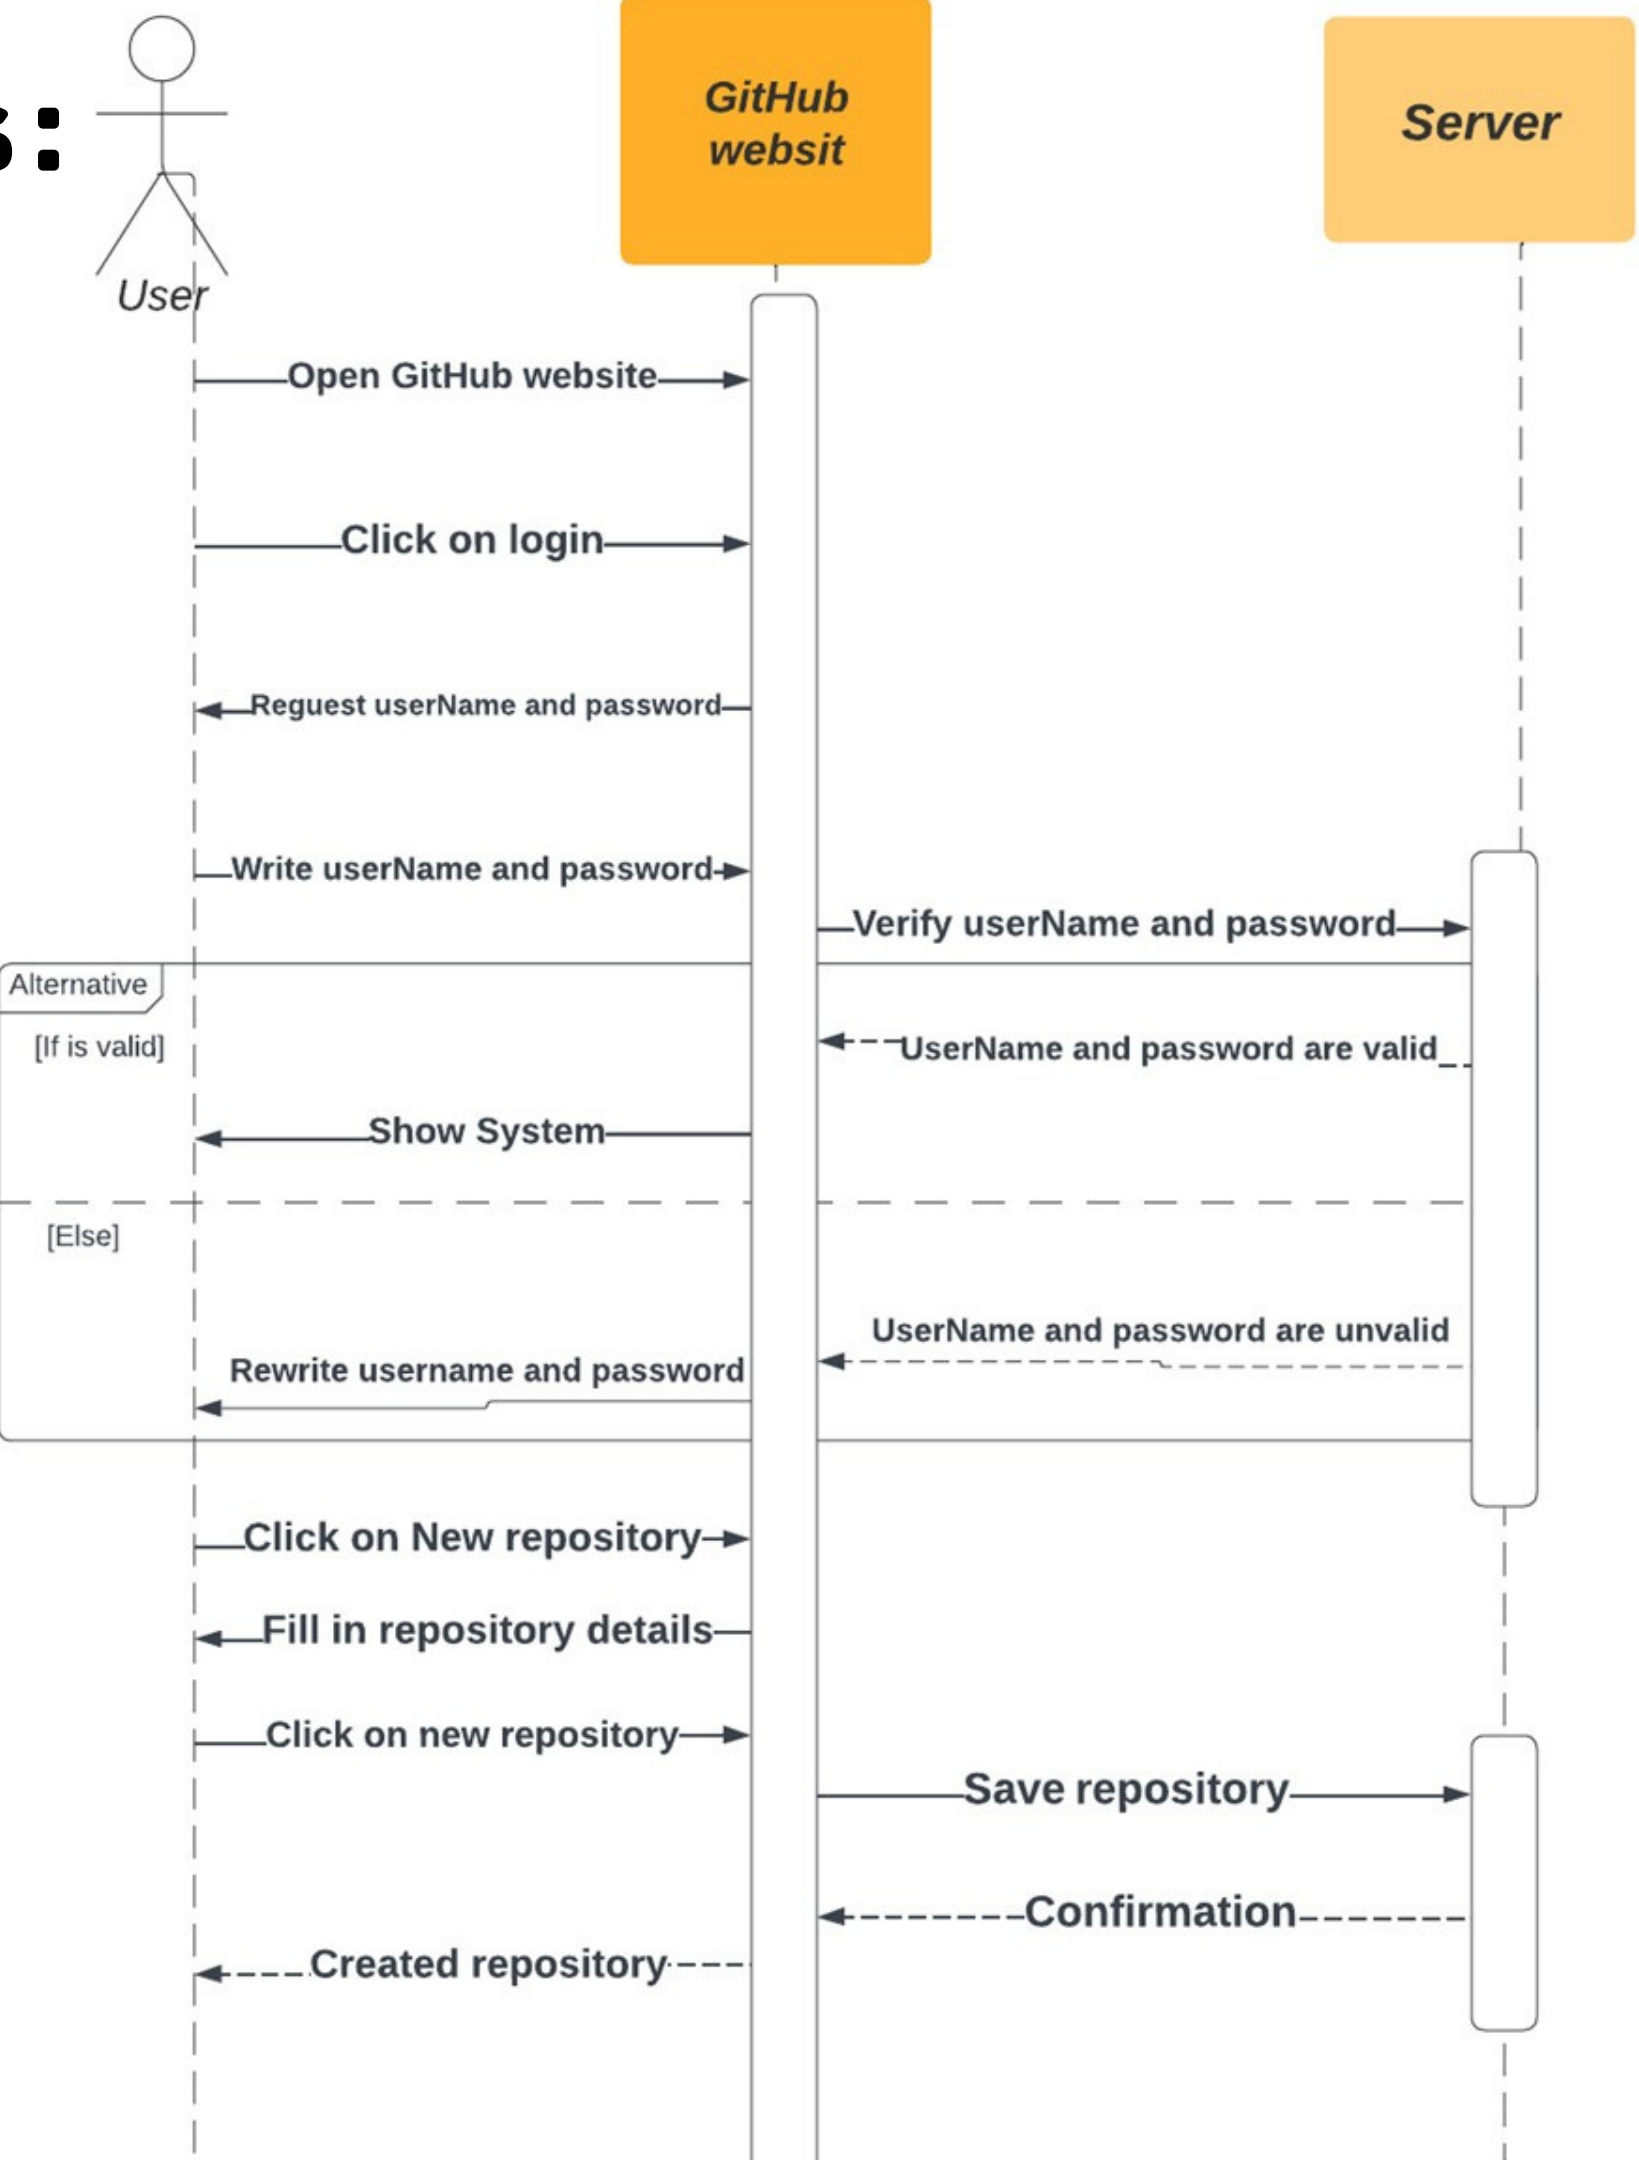 s:
GitHub
websit
Server
User
Open GitHub website
Click on login
Reguest userName and password
Write userName and password
Verify userName and password
Alternative
[If is valid]
UserName and password are valid
Show System
[Else]
UserName and password are unvalid
Rewrite username and password
Click on New repository
Fill in repository details
Click on new repository
Save repository
Confirmation
Created repository